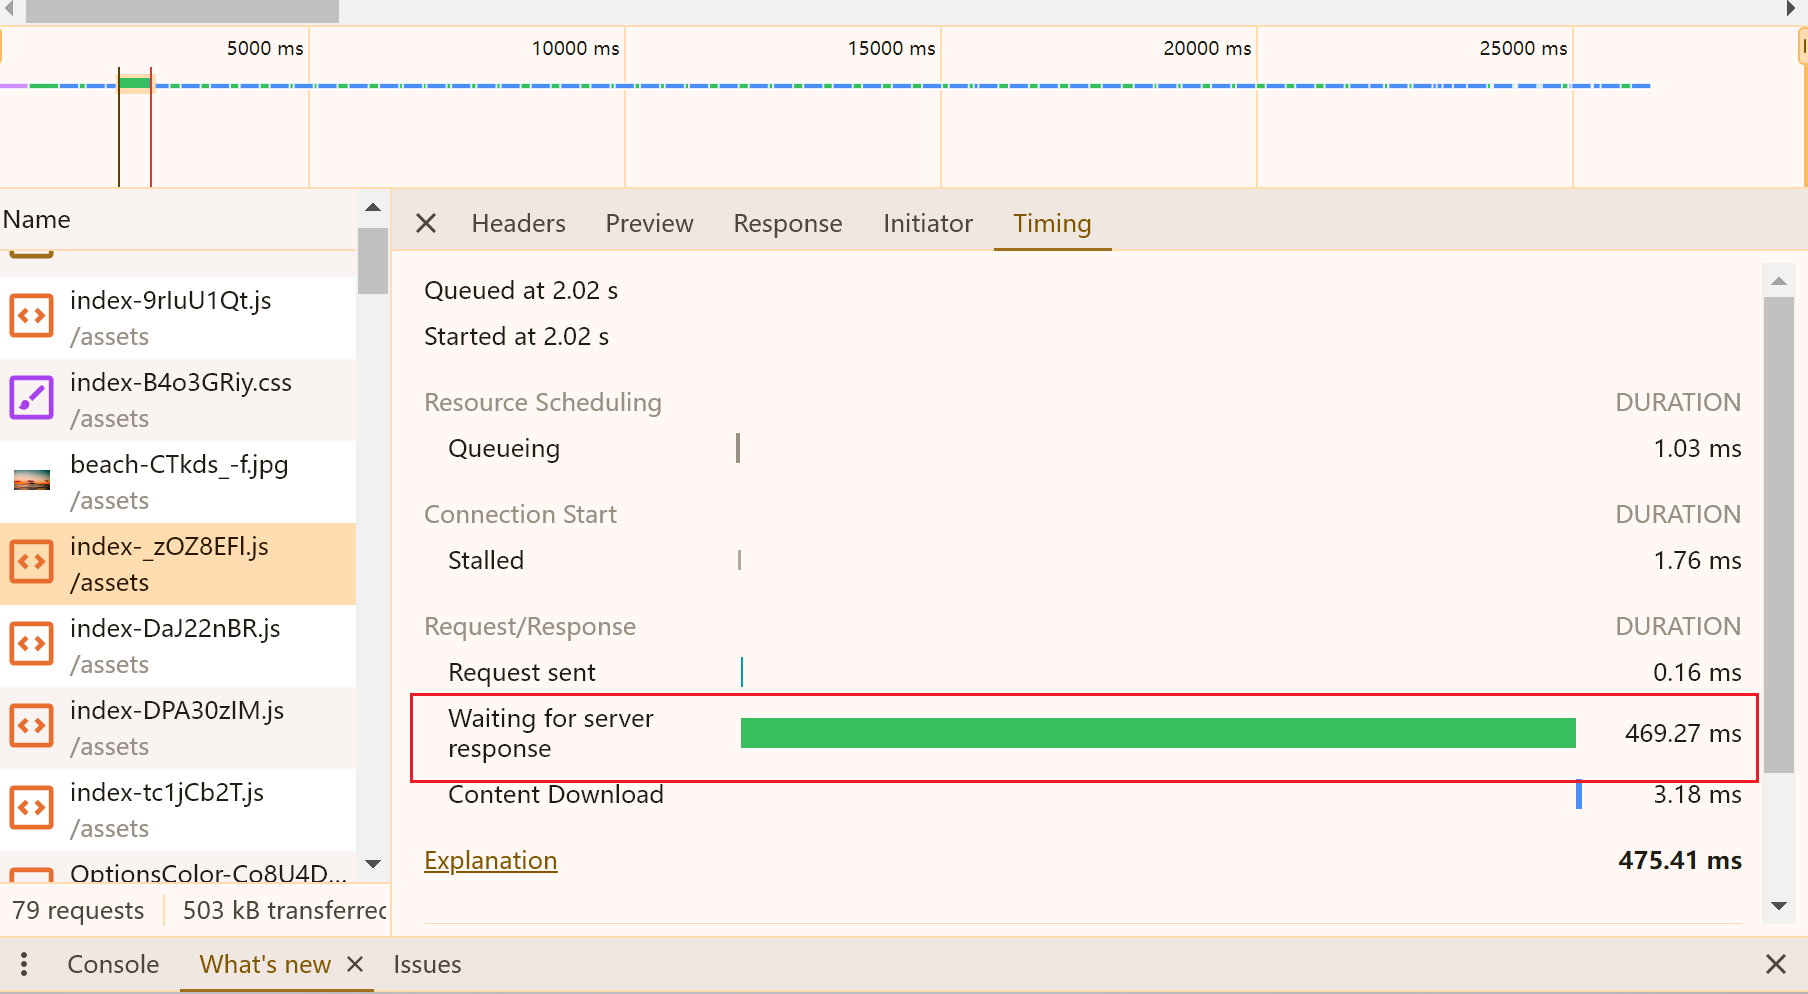 5000 ms
10000 ms
15000 ms
20000 ms
25000 ms
Name
index-9rIuU1Qt.js
/assets
index-B4o3GRiy.css
/assets
beach-CTkds_-f.jpg
/assets
index-_zOZ8EFl.js
/assets
index-DaJ22nBR.js
/assets
index-DPA30zIM.js
/assets
index-tc1jCb2T.js
/assets
OptionsColor-Co8U4D...
79 requests
503 kB transferred
Headers Preview Response Initiator Timing
Queued at 2.02 s
Started at 2.02 s
Resource Scheduling DURATION
Queueing 1.03 ms
Connection Start DURATION
Stalled 1.76 ms
Request/Response DURATION
Request sent 0.16 ms
Waiting for server
response 469.27 ms
Content Download 3.18 ms
Explanation 475.41 ms
Console What's new Issues